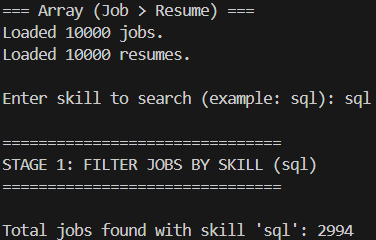 === Array (Job > Resume) ===
Loaded 10000 jobs.
Loaded 10000 resumes.
Enter skill to search (example: sql): sql
===============================
STAGE 1: FILTER JOBS BY SKILL (sql)
===============================
Total jobs found with skill 'sql': 2994